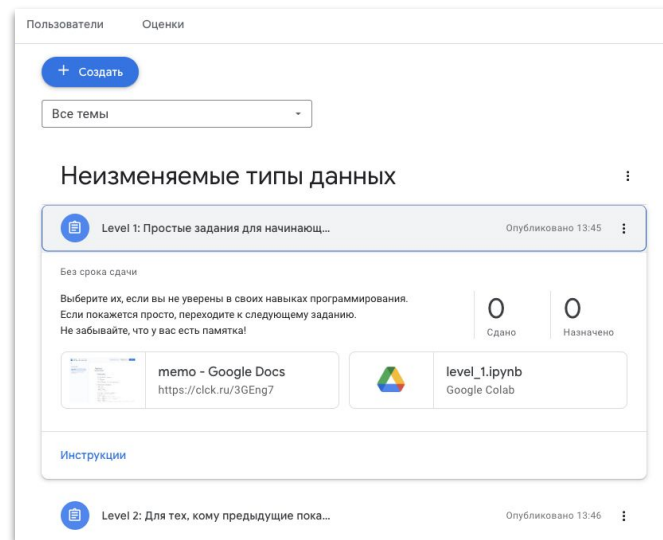 Пользователи Оценки
+ Создать
Все темы
Неизменяемые типы данных
Level 1: Простые задания для начинающ... Опубликовано 13:45
Без срока сдачи
Выберите их, если вы не уверены в своих навыках программирования.
Если покажется просто, переходите к следующему заданию.
Не забывайте, что у вас есть памятка!
0 0
Сдано Назначено
memo - Google Docs
https://clck.ru/3GEng7
level_1.ipynb
Google Colab
Инструкции
Level 2: Для тех, кому предыдущие пока... Опубликовано 13:46